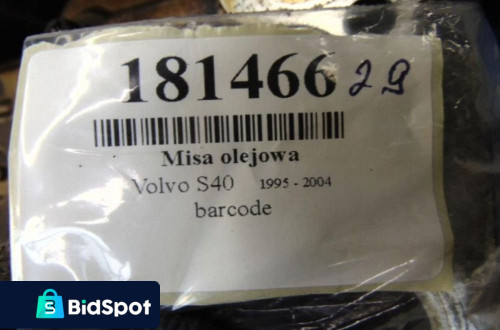 181466 29
Misa olejowa
Volvo S40 1995 - 2004
barcode
S BidSpot